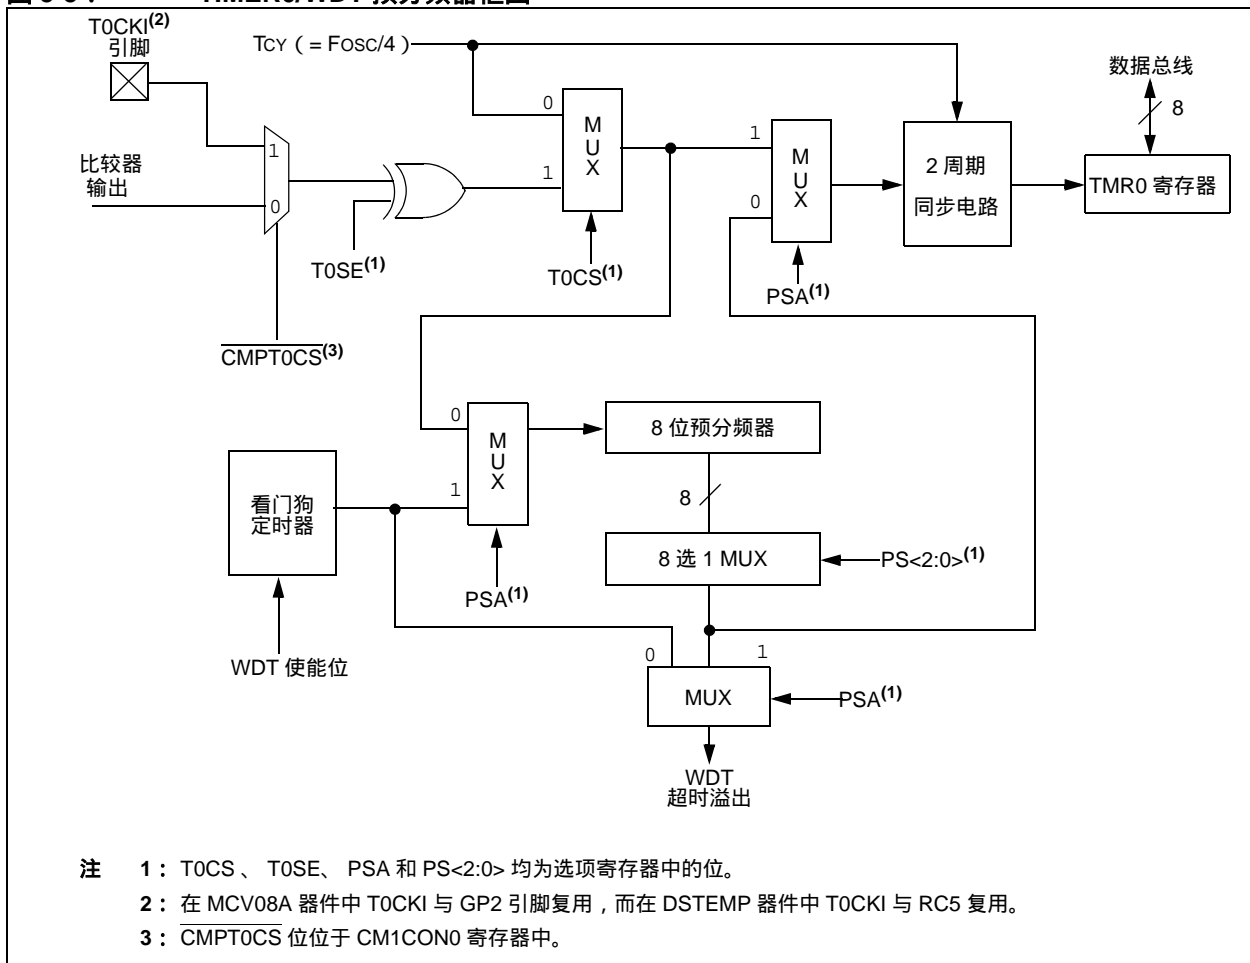 T0CKI(2)
引脚
TCY ( = FOSC/4 )
数据总线
8
0
MUX
1
1
MUX
0
2 周期
同步电路
TMR0 寄存器
比较器
输出
1
0
T0SE(1)
T0CS(1)
PSA(1)
CMPT0CS(3)
0
MUX
1
8 位预分频器
看门狗
定时器
8
8 选 1 MUX
PS<2:0>(1)
PSA(1)
WDT 使能位
0
1
MUX
PSA(1)
WDT
超时溢出
注 1： T0CS 、 T0SE、 PSA 和 PS<2:0> 均为选项寄存器中的位。
2： 在 MCV08A 器件中 T0CKI 与 GP2 引脚复用，而在 DSTEMP 器件中 T0CKI 与 RC5 复用。
3： CMPT0CS 位位于 CM1CON0 寄存器中。